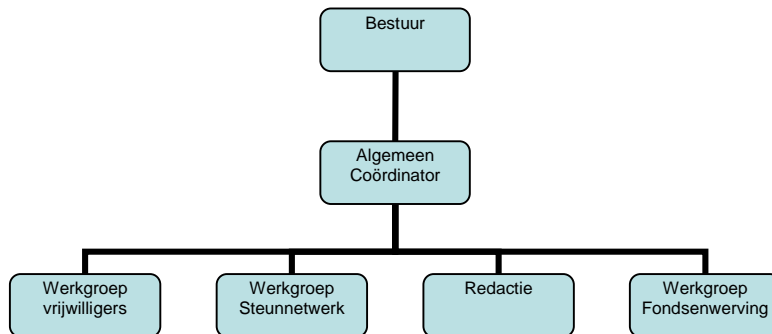 Bestuur
Algemeen
Coördinator
Werkgroep
vrijwilligers
Werkgroep
Steunnetwerk
Redactie
Werkgroep
Fondsenwerving